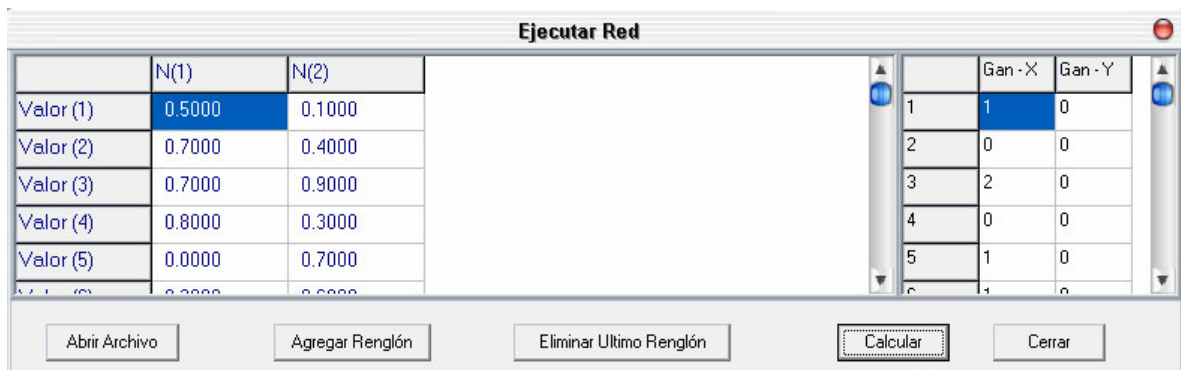 Ejecutar Red
N(1) N(2) Gan - X Gan - Y
Valor (1) 0.5000 0.1000 1 1 0
Valor (2) 0.7000 0.4000 2 0 0
Valor (3) 0.7000 0.9000 3 2 0
Valor (4) 0.8000 0.3000 4 0 0
Valor (5) 0.0000 0.7000 5 1 0
Abrir Archivo Agregar Renglón Eliminar Ultimo Renglón Calcular Cerrar